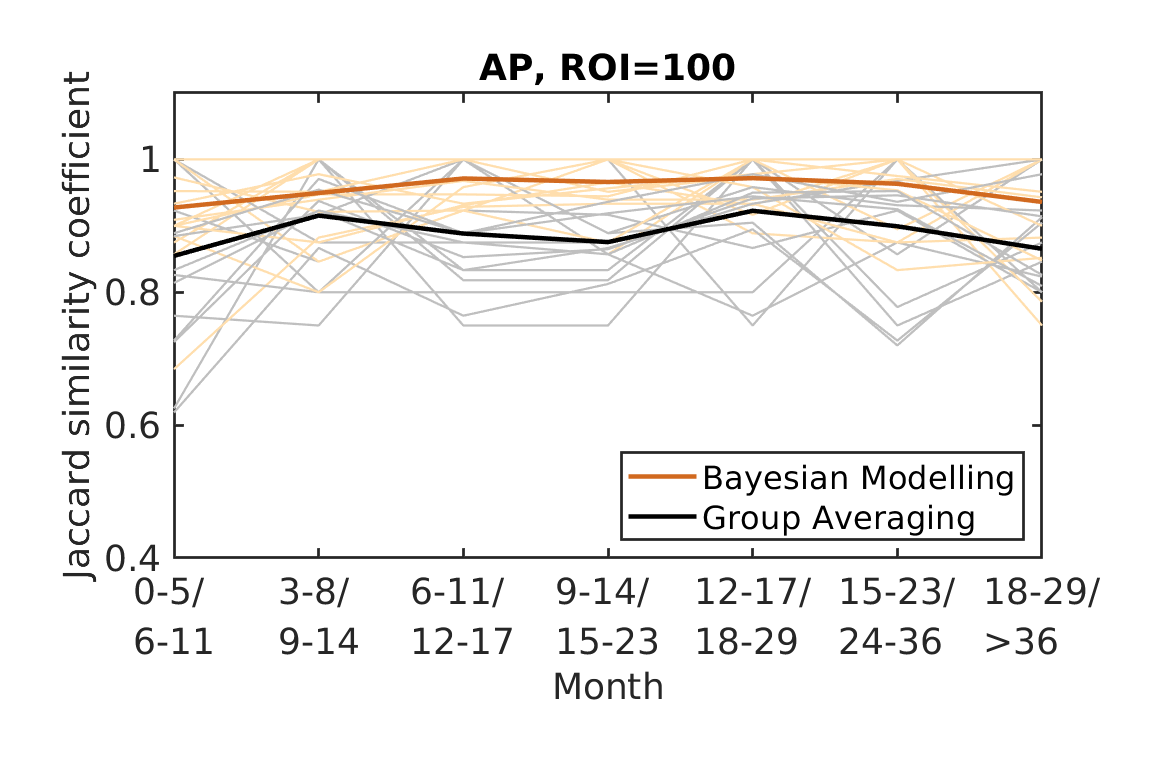 AP, ROI=100
Jaccard similarity coefficient
1
0.8
0.6
0.4
Bayesian Modelling
Group Averaging
0-5/ 3-8/ 6-11/ 9-14/ 12-17/ 15-23/ 18-29/
6-11 9-14 12-17 15-23 18-29 24-36 >36
Month